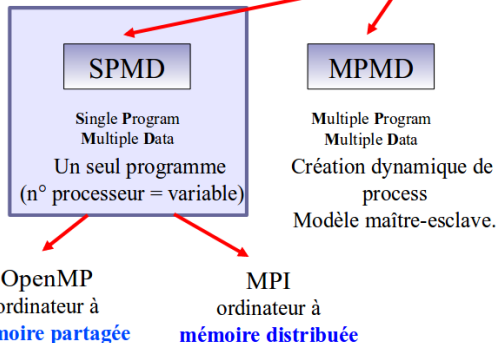 SPMD
Single Program
Multiple Data
Un seul programme
(n° processeur = variable)
MPMD
Multiple Program
Multiple Data
Création dynamique de
process
Modèle maître-esclave.
OpenMP
ordinateur à
moire partagée
MPI
ordinateur à
mémoire distribuée